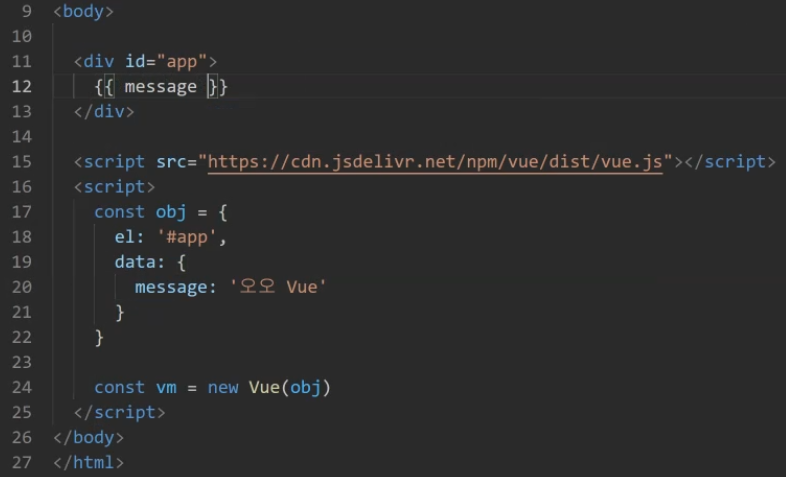 9 <body>
10
11 <div id="app">
12 {{ message }}
13 </div>
14
15 <script src="https://cdn.jsdelivr.net/npm/vue/dist/vue.js"></script>
16 <script>
17 const obj = {
18 el: '#app',
19 data: {
20 message: '오오 Vue'
21 }
22 }
23
24 const vm = new Vue(obj)
25 </script>
26 </body>
27 </html>